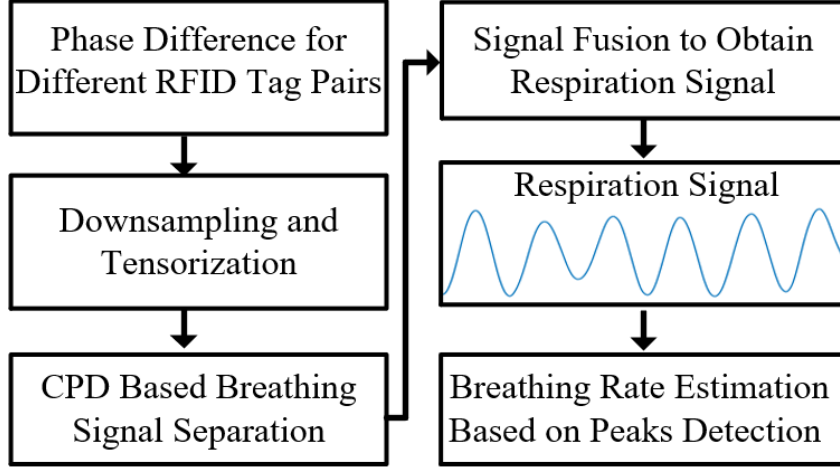 Phase Difference for
Different RFID Tag Pairs
Downsampling and
Tensorization
CPD Based Breathing
Signal Separation
Signal Fusion to Obtain
Respiration Signal
Respiration Signal
Breathing Rate Estimation
Based on Peaks Detection